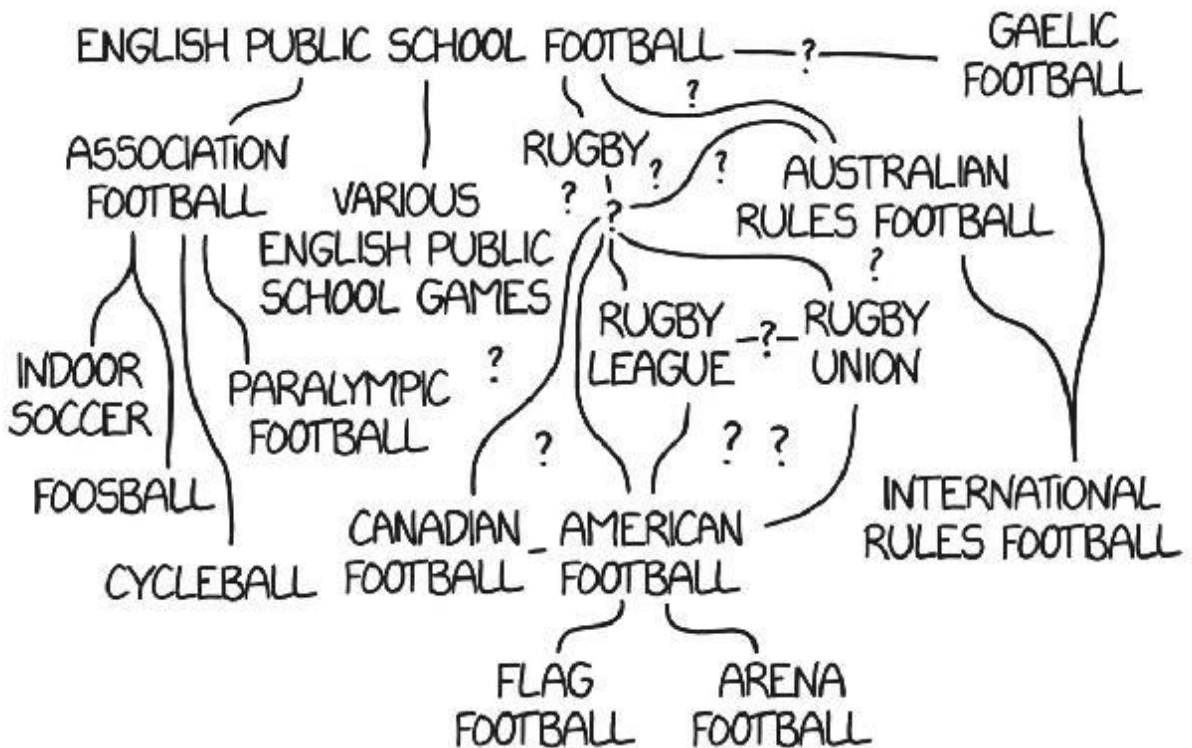 ENGLISH PUBLIC SCHOOL FOOTBALL
?
GAELIC
FOOTBALL
ASSOCIATION
FOOTBALL
VARIOUS
ENGLISH PUBLIC
SCHOOL GAMES
RUGBY
?
?
?
?
?
AUSTRALIAN
RULES FOOTBALL
?
INDOOR
SOCCER
FOOSBALL
CYCLEBALL
PARALYMPIC
FOOTBALL
?
?
RUGBY
LEAGUE
?
RUGBY
UNION
?
?
CANADIAN
FOOTBALL
AMERICAN
FOOTBALL
INTERNATIONAL
RULES FOOTBALL
FLAG
FOOTBALL
ARENA
FOOTBALL